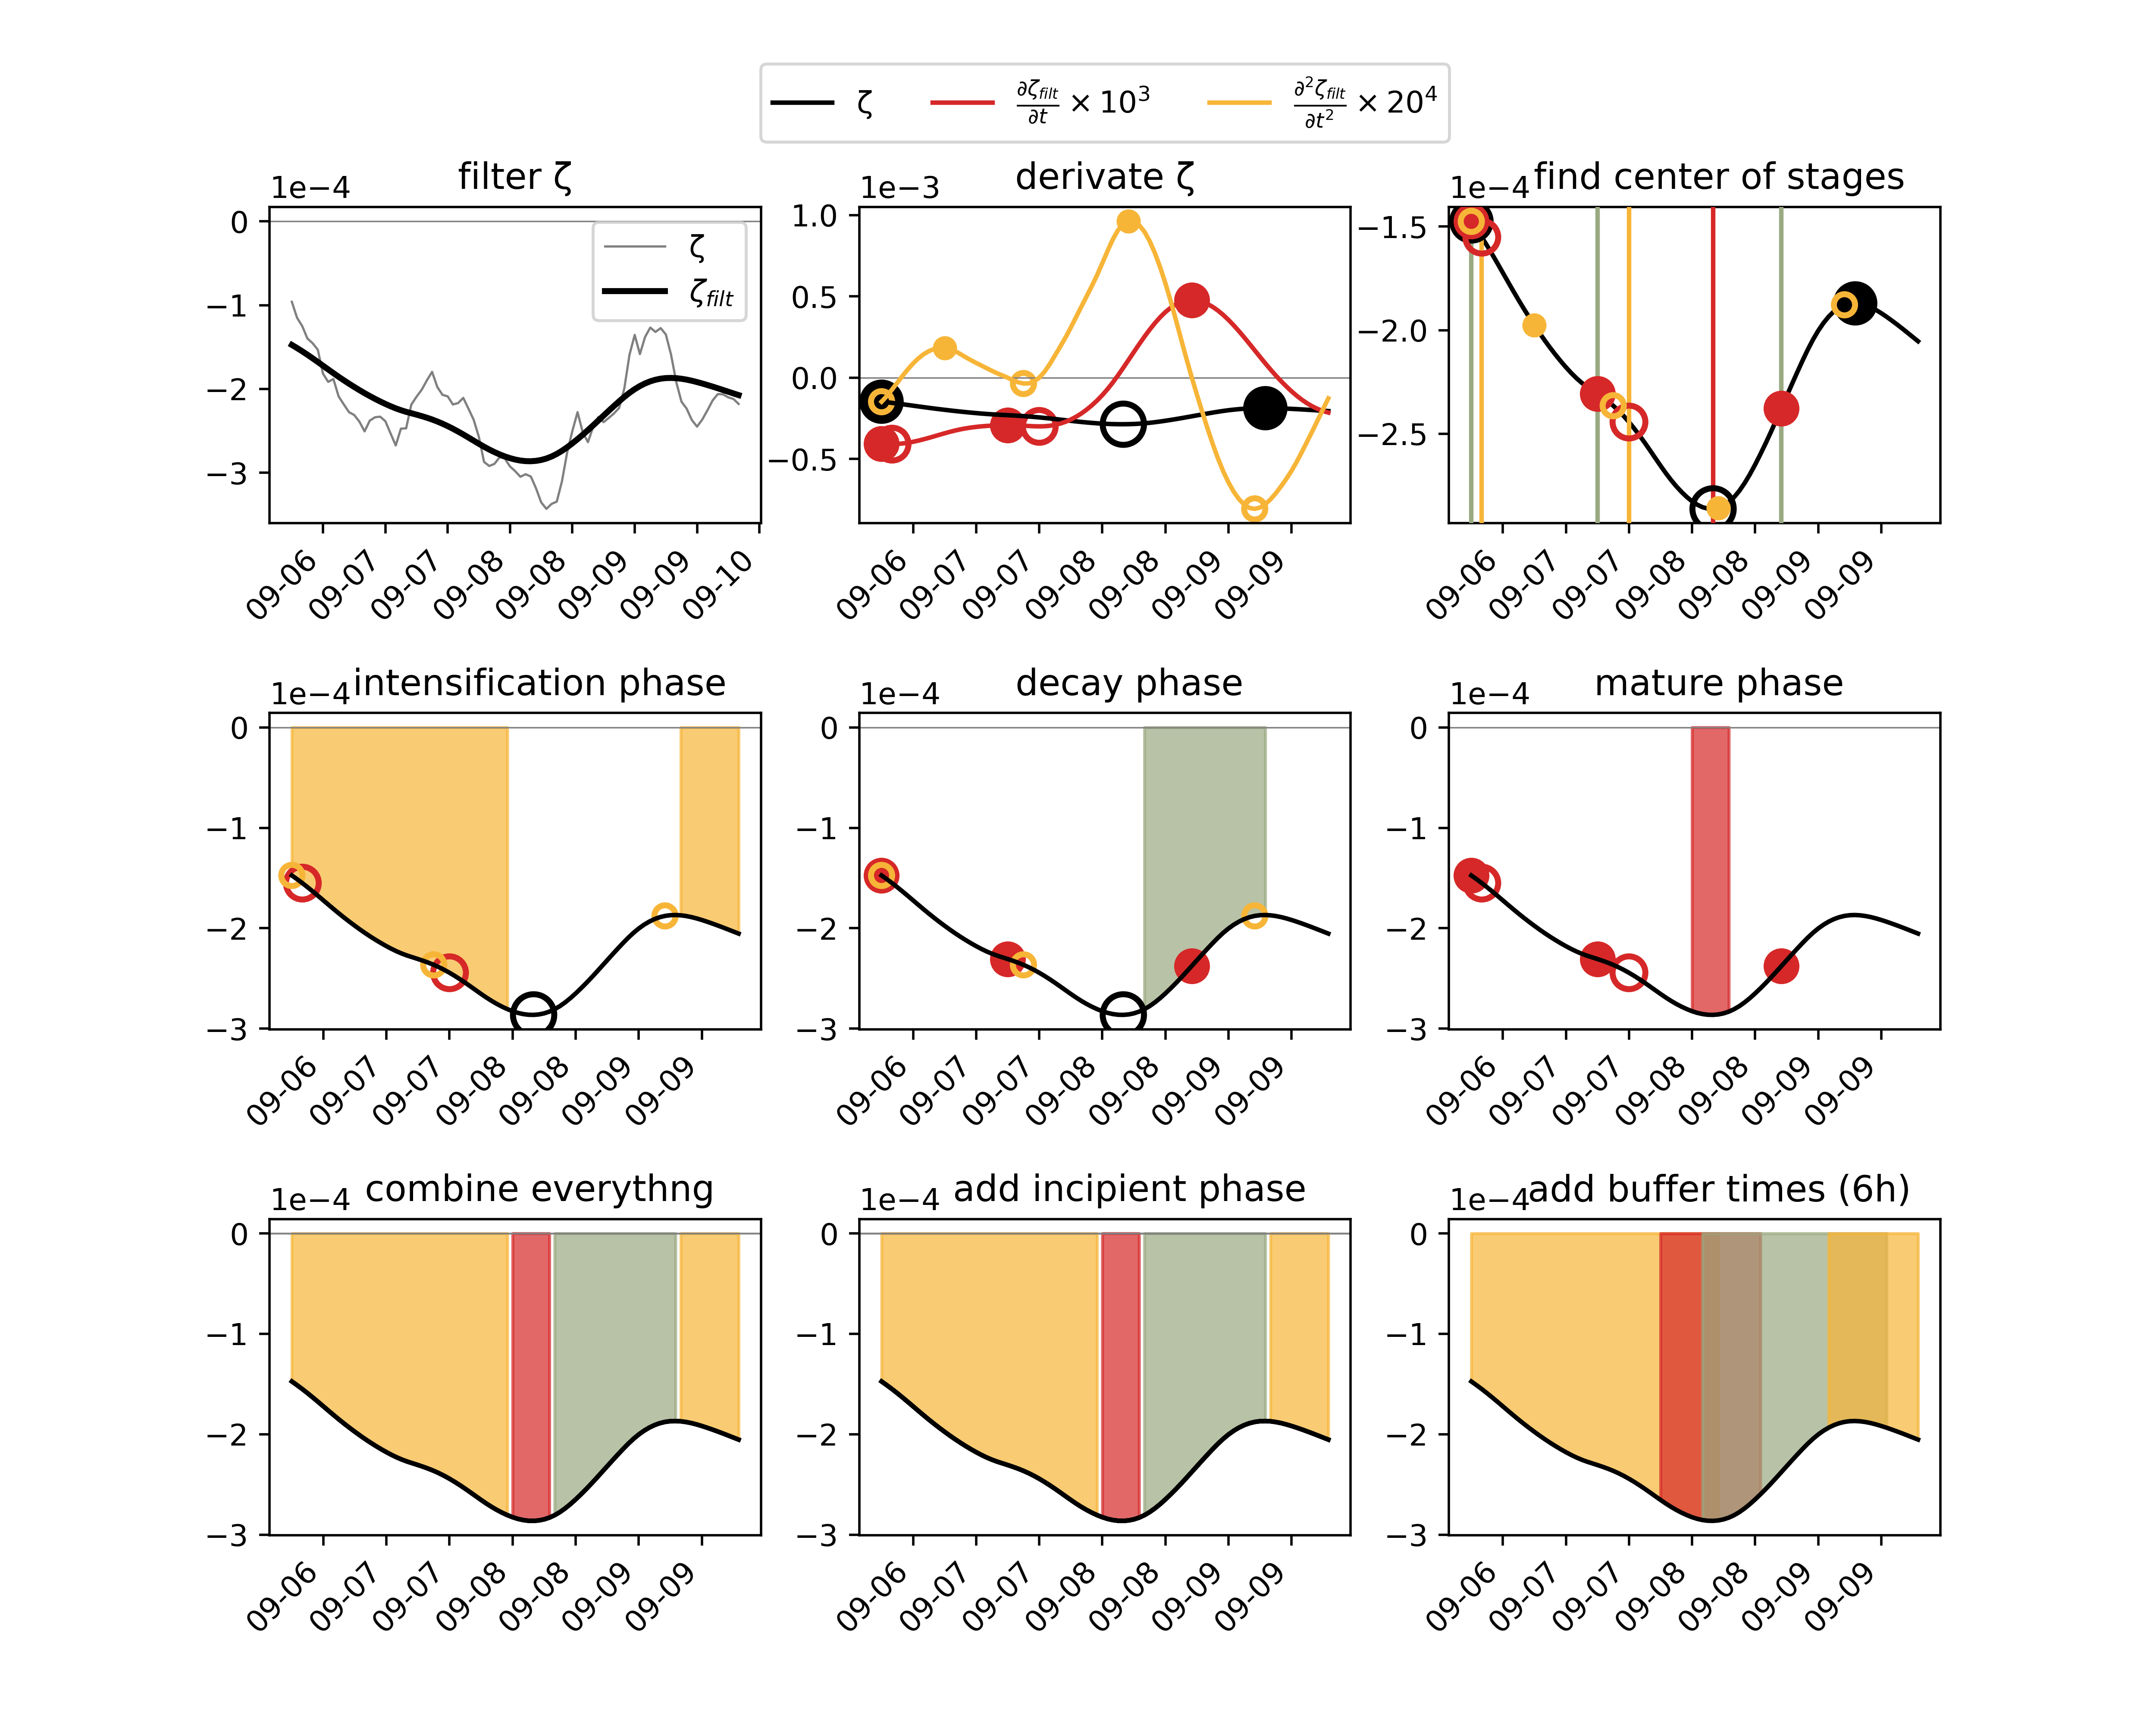 ζ ∂ζ_filt/∂t × 10³ ∂²ζ_filt/∂t² × 20⁴
filter ζ
1e−4
0
−1
−2
−3
ζ
ζ_filt
09-06 09-07 09-07 09-08 09-08 09-09 09-09 09-10
derivate ζ
1e−3
1.0
0.5
0.0
−0.5
09-06 09-07 09-07 09-08 09-08 09-09 09-09
find center of stages
1e−4
−1.5
−2.0
−2.5
09-06 09-07 09-07 09-08 09-08 09-09 09-09
intensification phase
1e−4
0
−1
−2
−3
09-06 09-07 09-07 09-08 09-08 09-09 09-09
decay phase
1e−4
0
−1
−2
−3
09-06 09-07 09-07 09-08 09-08 09-09 09-09
mature phase
1e−4
0
−1
−2
−3
09-06 09-07 09-07 09-08 09-08 09-09 09-09
combine everythng
1e−4
0
−1
−2
−3
09-06 09-07 09-07 09-08 09-08 09-09 09-09
add incipient phase
1e−4
0
−1
−2
−3
09-06 09-07 09-07 09-08 09-08 09-09 09-09
add buffer times (6h)
1e−4
0
−1
−2
−3
09-06 09-07 09-07 09-08 09-08 09-09 09-09